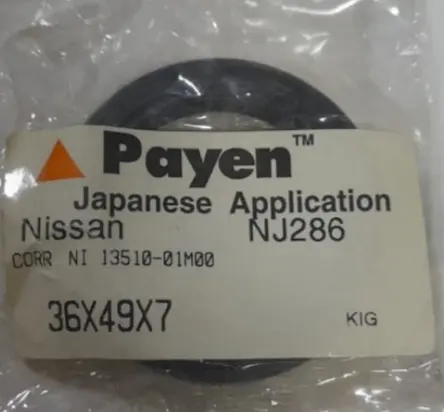 Payen™
Japanese Application
Nissan NJ286
CORR NI 13510-01M00
36X49X7 KIG